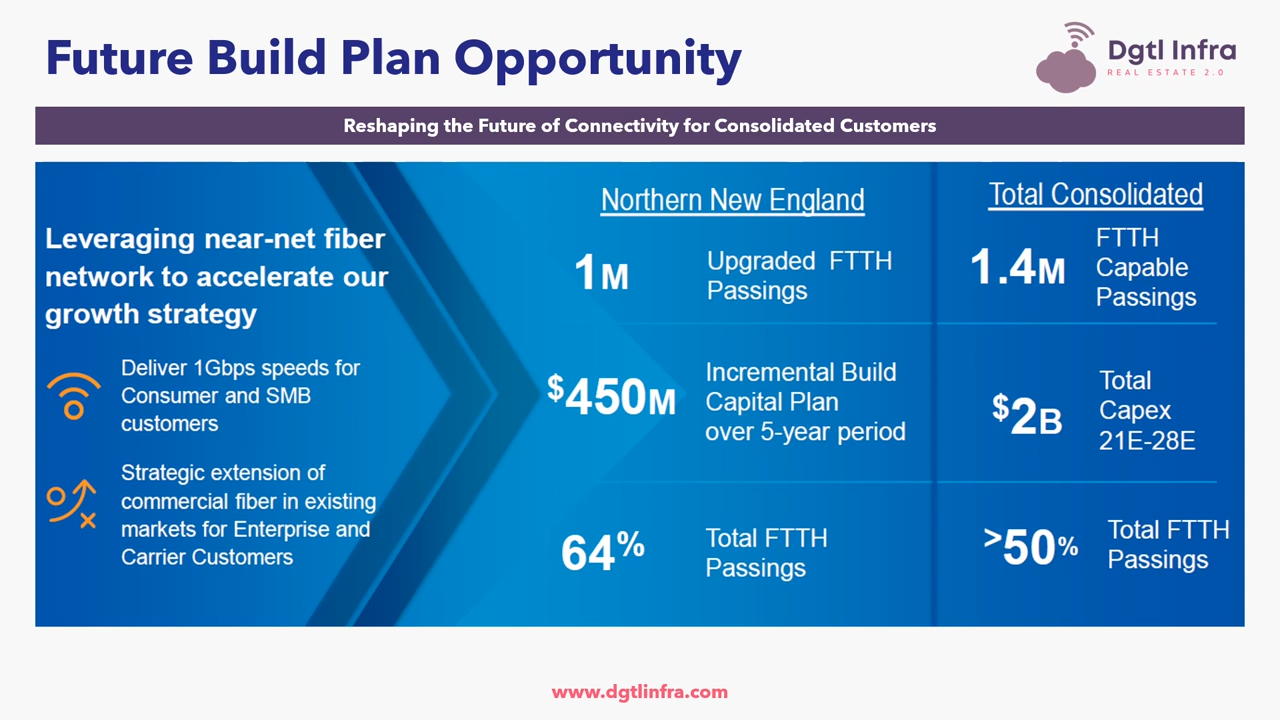 Future Build Plan Opportunity
Dgtl Infra
REAL ESTATE 2.0
Reshaping the Future of Connectivity for Consolidated Customers
Leveraging near-net fiber
network to accelerate our
growth strategy
Deliver 1Gbps speeds for
Consumer and SMB
customers
Strategic extension of
commercial fiber in existing
markets for Enterprise and
Carrier Customers
Northern New England
1M
Upgraded FTTH
Passings
$450M
Incremental Build
Capital Plan
over 5-year period
64%
Total FTTH
Passings
Total Consolidated
1.4M
FTTH
Capable
Passings
$2B
Total
Capex
21E-28E
>50%
Total FTTH
Passings
www.dgtlinfra.com